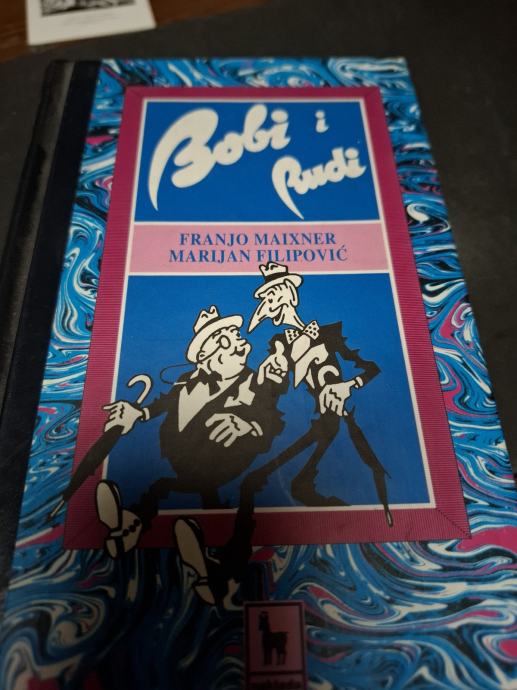 Bobi i
Rudi
FRANJO MAIXNER
MARIJAN FILIPOVIĆ